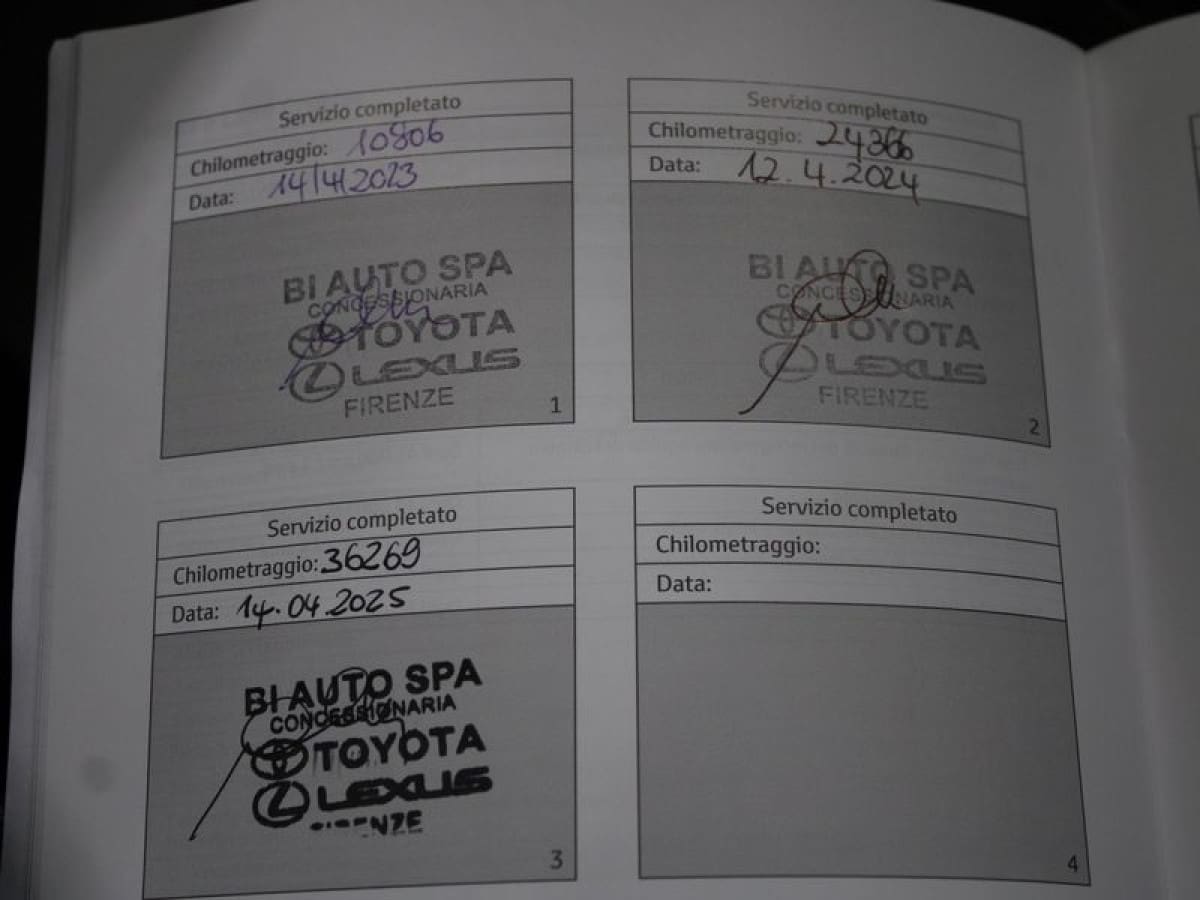 Servizio completato
Chilometraggio: 10806
Data: 14/4/2023
BI AUTO SPA
CONCESSIONARIA
TOYOTA
LEXUS
FIRENZE
1
Servizio completato
Chilometraggio: 24366
Data: 12.4.2024
BI AUTO SPA
CONCESSIONARIA
TOYOTA
LEXUS
FIRENZE
2
Servizio completato
Chilometraggio: 36269
Data: 14.04.2025
BI AUTO SPA
CONCESSIONARIA
TOYOTA
LEXUS
NZE
3
Servizio completato
Chilometraggio:
Data:
4